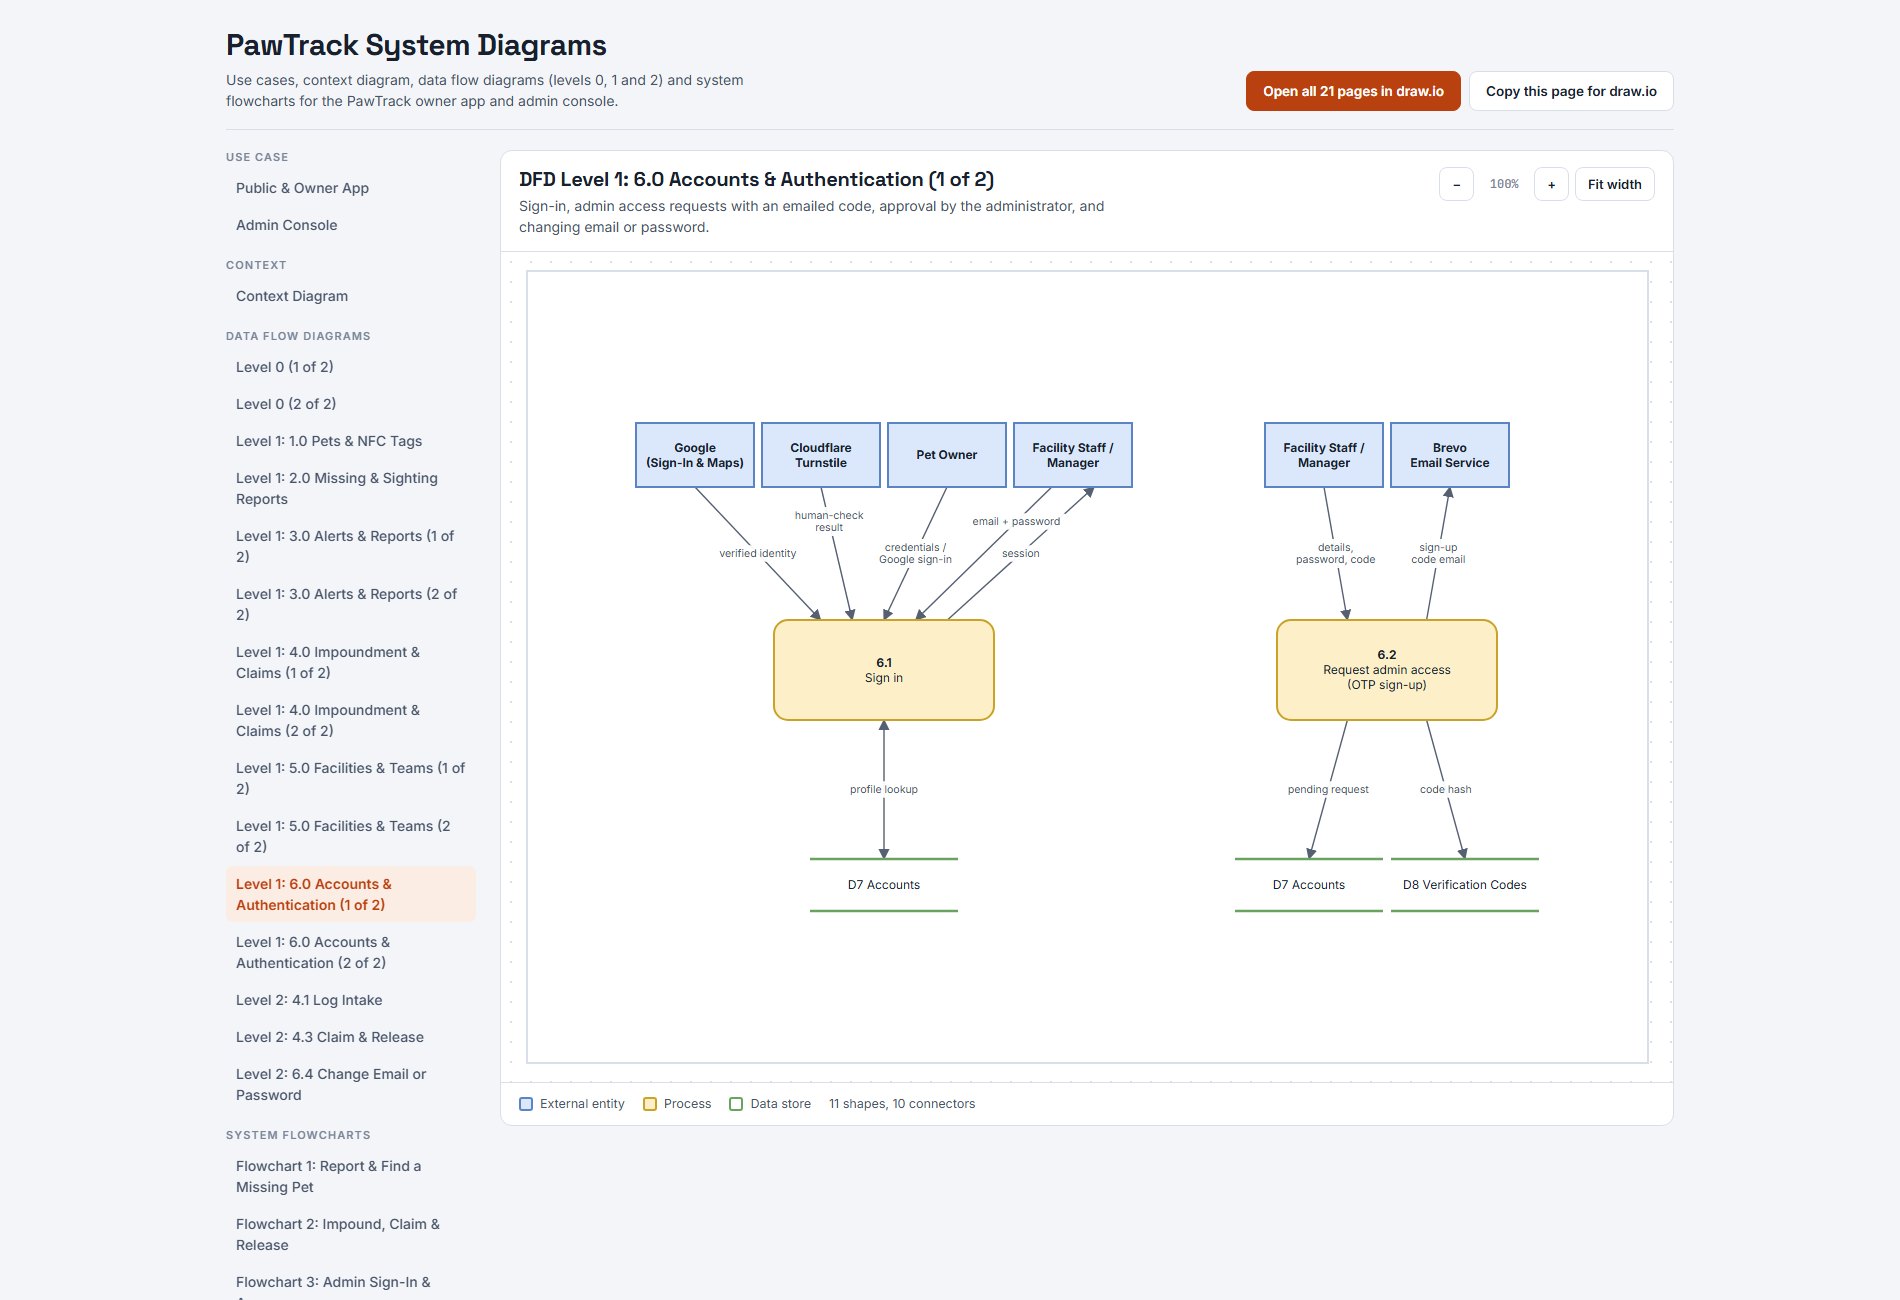 PawTrack System Diagrams
Use cases, context diagram, data flow diagrams (levels 0, 1 and 2) and system
flowcharts for the PawTrack owner app and admin console.
Open all 21 pages in draw.io
Copy this page for draw.io
USE CASE
Public & Owner App
Admin Console
CONTEXT
Context Diagram
DATA FLOW DIAGRAMS
Level 0 (1 of 2)
Level 0 (2 of 2)
Level 1: 1.0 Pets & NFC Tags
Level 1: 2.0 Missing & Sighting
Reports
Level 1: 3.0 Alerts & Reports (1 of
2)
Level 1: 3.0 Alerts & Reports (2 of
2)
Level 1: 4.0 Impoundment &
Claims (1 of 2)
Level 1: 4.0 Impoundment &
Claims (2 of 2)
Level 1: 5.0 Facilities & Teams (1 of
2)
Level 1: 5.0 Facilities & Teams (2
of 2)
Level 1: 6.0 Accounts &
Authentication (1 of 2)
Level 1: 6.0 Accounts &
Authentication (2 of 2)
Level 2: 4.1 Log Intake
Level 2: 4.3 Claim & Release
Level 2: 6.4 Change Email or
Password
SYSTEM FLOWCHARTS
Flowchart 1: Report & Find a
Missing Pet
Flowchart 2: Impound, Claim &
Release
Flowchart 3: Admin Sign-In &
DFD Level 1: 6.0 Accounts & Authentication (1 of 2)
Sign-in, admin access requests with an emailed code, approval by the administrator, and
changing email or password.
−
100%
+
Fit width
Google
(Sign-In & Maps)
Cloudflare
Turnstile
Pet Owner
Facility Staff /
Manager
Facility Staff /
Manager
Brevo
Email Service
human-check
result
email + password
verified identity
credentials /
Google sign-in
session
details,
password, code
sign-up
code email
6.1
Sign in
6.2
Request admin access
(OTP sign-up)
profile lookup
pending request
code hash
D7 Accounts
D7 Accounts
D8 Verification Codes
External entity
Process
Data store
11 shapes, 10 connectors